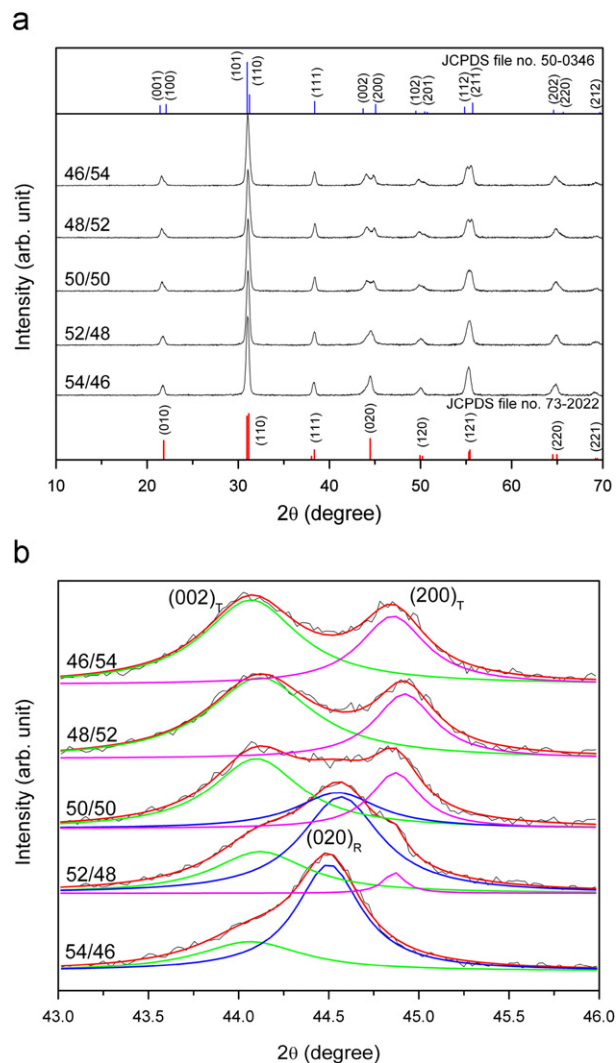 a
JCPDS file no. 50-0346
(001)
(100)
(101)
(110)
(111)
(002)
(200)
(102)
(201)
(112)
(211)
(202)
(220)
(212)
46/54
48/52
50/50
52/48
54/46
JCPDS file no. 73-2022
(010)
(110)
(111)
(020)
(120)
(121)
(220)
(221)
Intensity (arb. unit)
10 20 30 40 50 60 70
2θ (degree)
b
(002)T
(200)T
46/54
48/52
50/50
(020)R
52/48
54/46
Intensity (arb. unit)
43.0 43.5 44.0 44.5 45.0 45.5 46.0
2θ (degree)